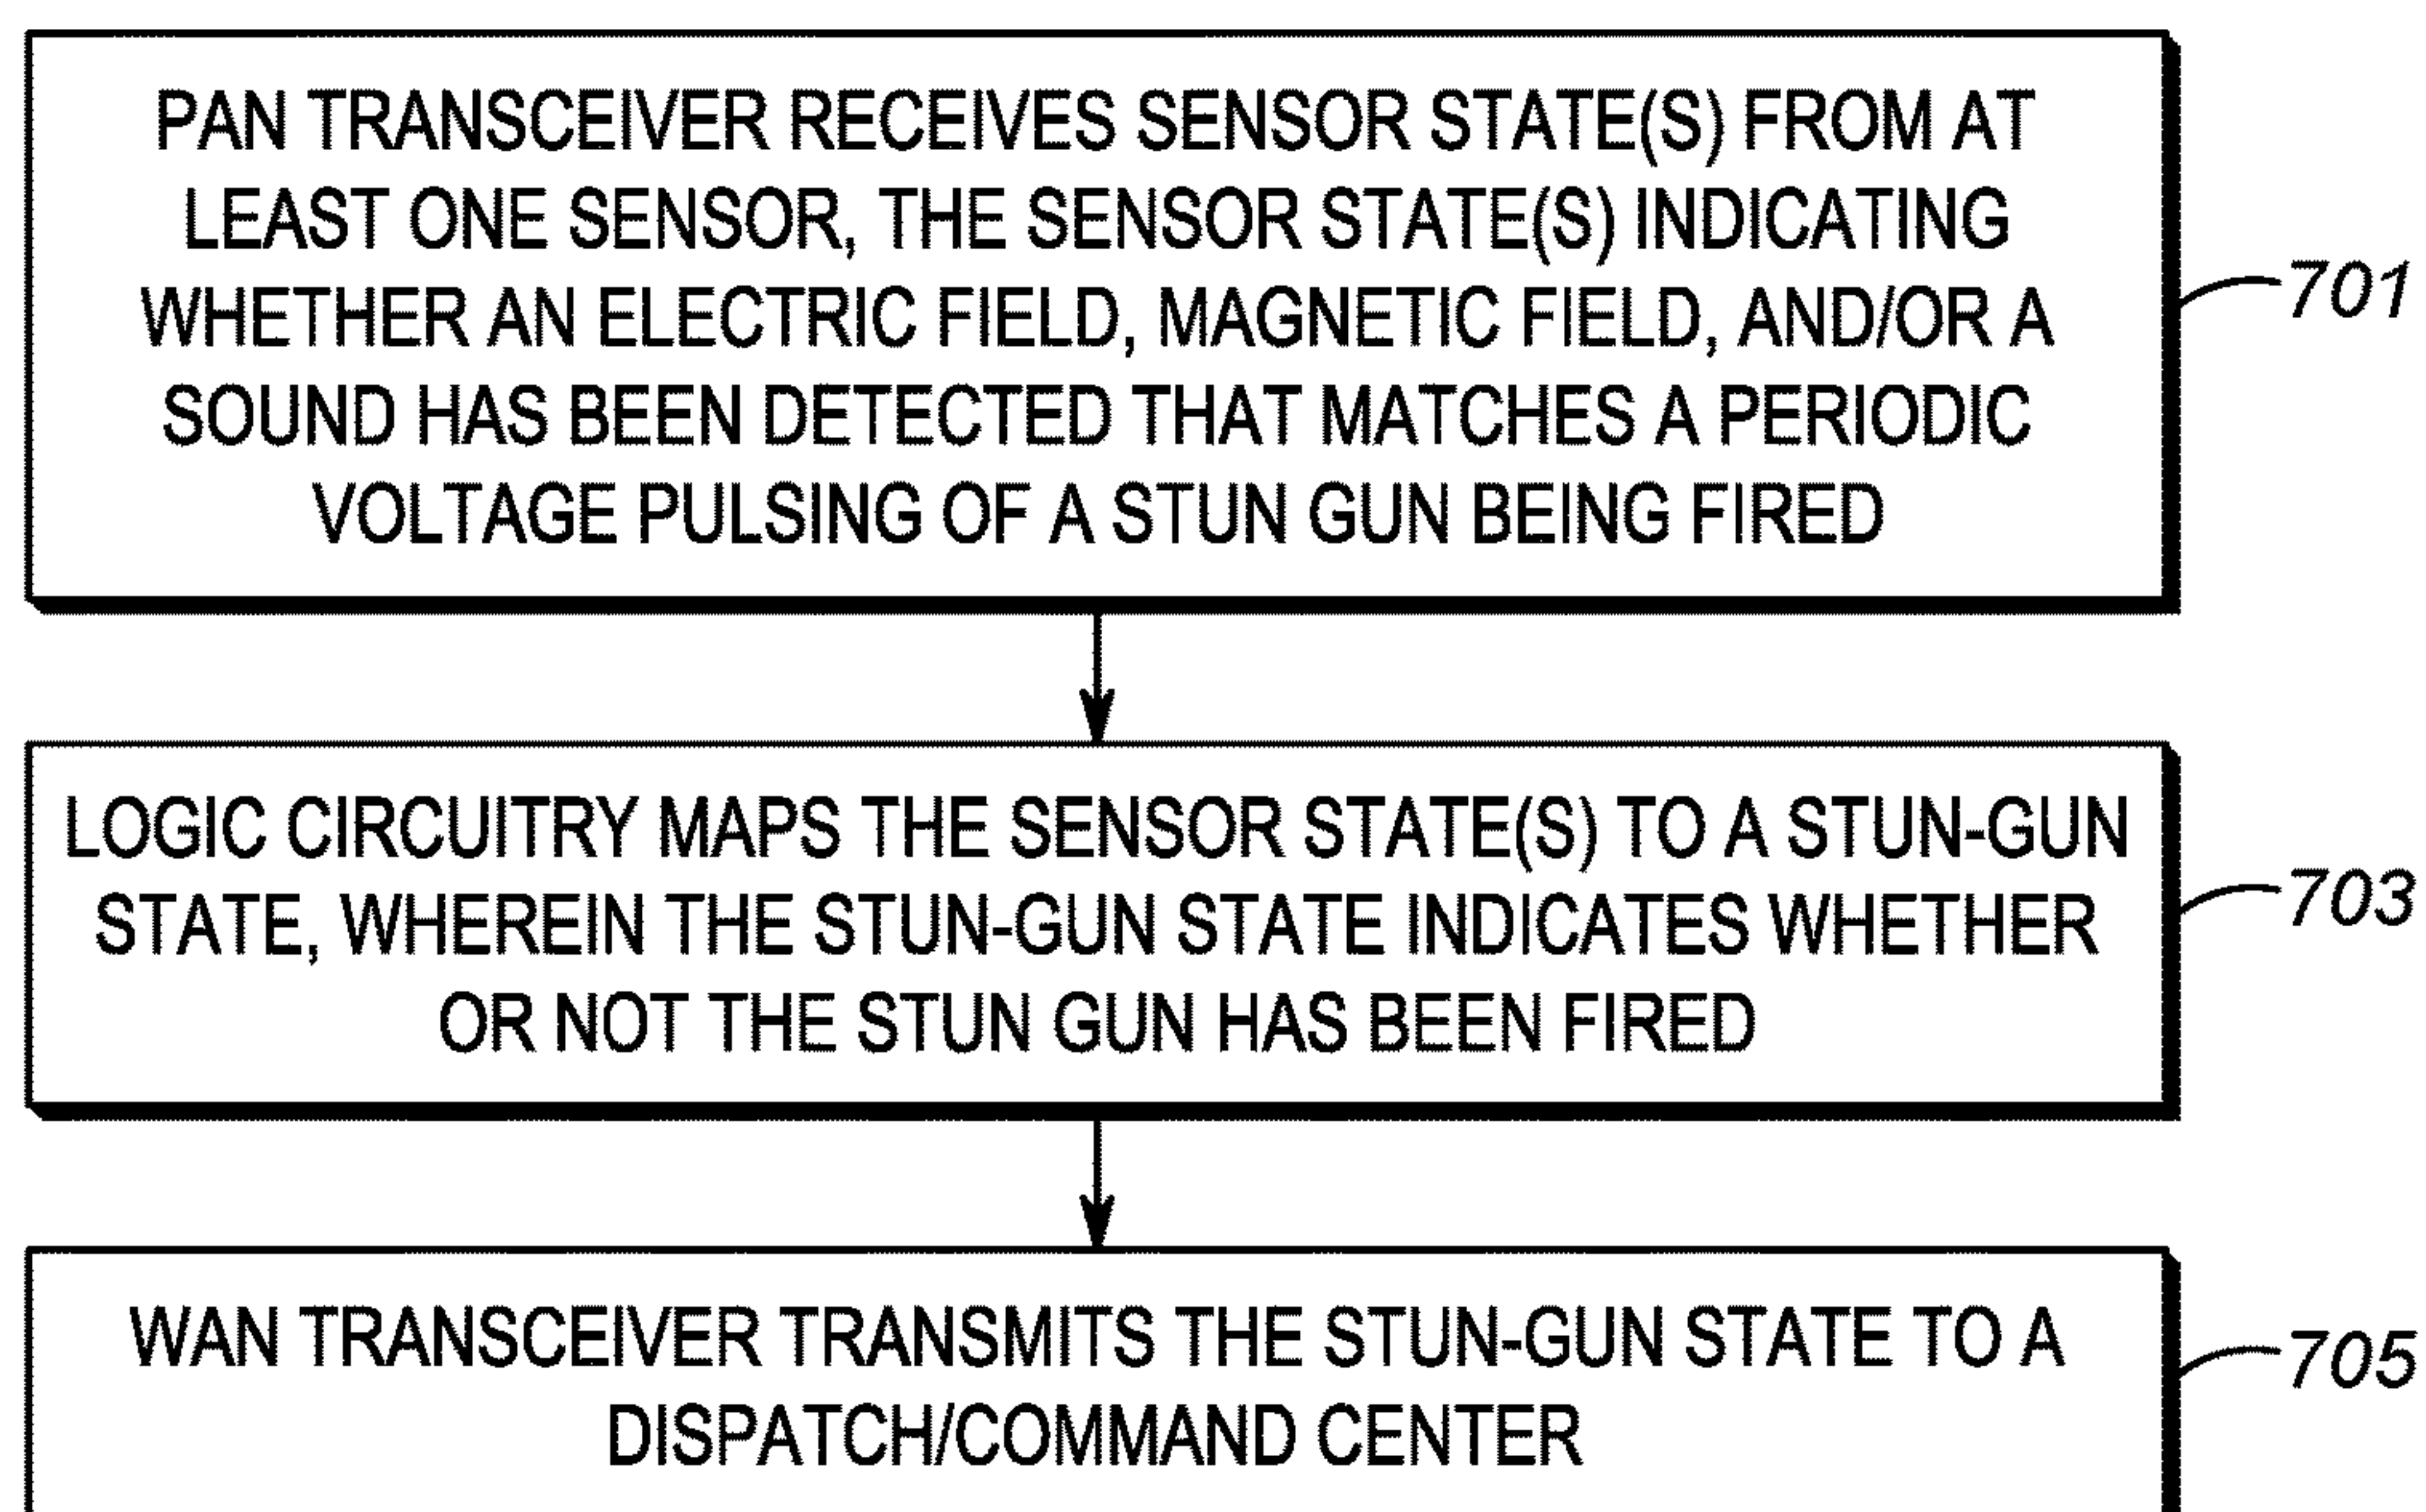 PAN TRANSCEIVER RECEIVES SENSOR STATE(S) FROM AT
LEAST ONE SENSOR, THE SENSOR STATE(S) INDICATING
WHETHER AN ELECTRIC FIELD, MAGNETIC FIELD, AND/OR A
SOUND HAS BEEN DETECTED THAT MATCHES A PERIODIC
VOLTAGE PULSING OF A STUN GUN BEING FIRED
701
LOGIC CIRCUITRY MAPS THE SENSOR STATE(S) TO A STUN-GUN
STATE, WHEREIN THE STUN-GUN STATE INDICATES WHETHER
OR NOT THE STUN GUN HAS BEEN FIRED
703
WAN TRANSCEIVER TRANSMITS THE STUN-GUN STATE TO A
DISPATCH/COMMAND CENTER
705